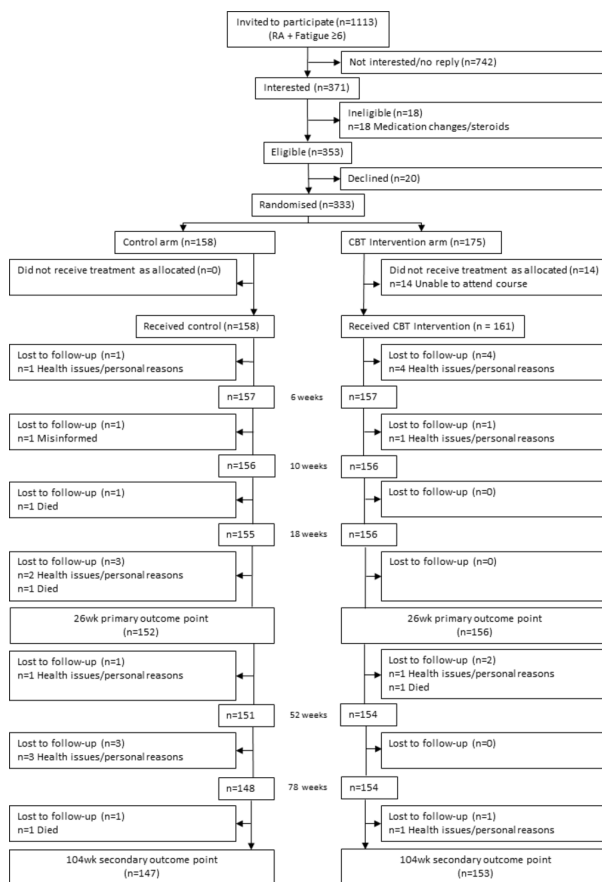 Invited to participate (n=1113)
(RA + Fatigue ≥6)
Not interested/no reply (n=742)
Interested (n=371)
Ineligible (n=18)
n=18 Medication changes/steroids
Eligible (n=353)
Declined (n=20)
Randomised (n=333)
Control arm (n=158)
CBT Intervention arm (n=175)
Did not receive treatment as allocated (n=0)
Did not receive treatment as allocated (n=14)
n=14 Unable to attend course
Received control (n=158)
Received CBT Intervention (n = 161)
Lost to follow-up (n=1)
n=1 Health issues/personal reasons
Lost to follow-up (n=4)
n=4 Health issues/personal reasons
n=157
6 weeks
n=157
Lost to follow-up (n=1)
n=1 Misinformed
Lost to follow-up (n=1)
n=1 Health issues/personal reasons
n=156
10 weeks
n=156
Lost to follow-up (n=1)
n=1 Died
Lost to follow-up (n=0)
n=155
18 weeks
n=156
Lost to follow-up (n=3)
n=2 Health issues/personal reasons
n=1 Died
Lost to follow-up (n=0)
26wk primary outcome point
(n=152)
26wk primary outcome point
(n=156)
Lost to follow-up (n=1)
n=1 Health issues/personal reasons
Lost to follow-up (n=2)
n=1 Health issues/personal reasons
n=1 Died
n=151
52 weeks
n=154
Lost to follow-up (n=3)
n=3 Health issues/personal reasons
Lost to follow-up (n=0)
n=148
78 weeks
n=154
Lost to follow-up (n=1)
n=1 Died
Lost to follow-up (n=1)
n=1 Health issues/personal reasons
104wk secondary outcome point
(n=147)
104wk secondary outcome point
(n=153)